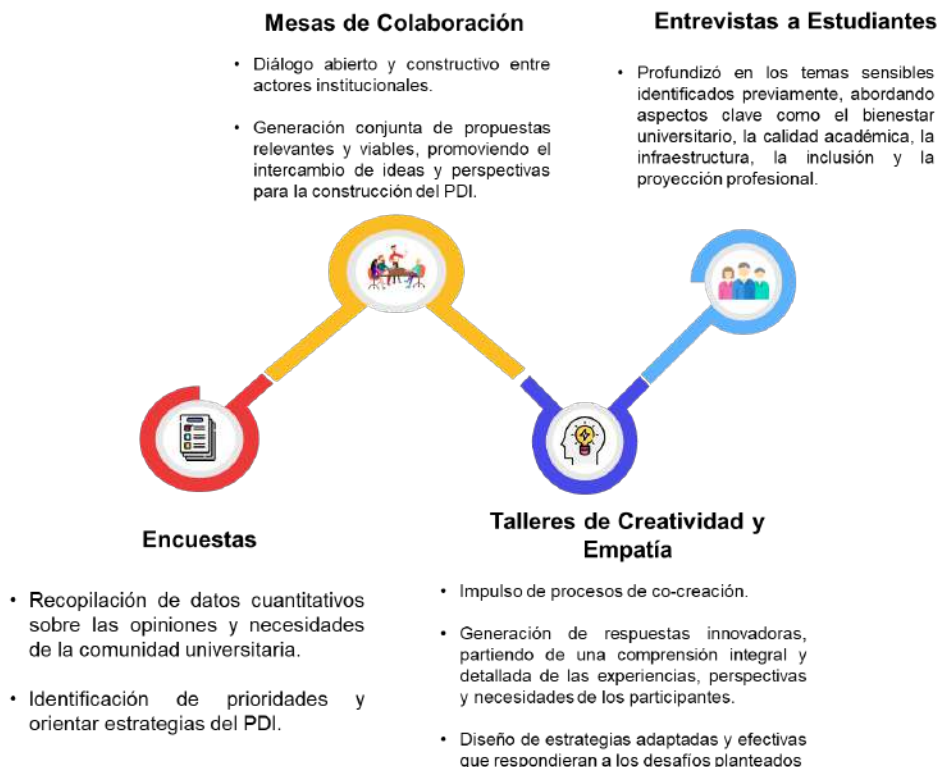 Mesas de Colaboración
• Diálogo abierto y constructivo entre
actores institucionales.
• Generación conjunta de propuestas
relevantes y viables, promoviendo el
intercambio de ideas y perspectivas
para la construcción del PDI.
Entrevistas a Estudiantes
• Profundizó en los temas sensibles
identificados previamente, abordando
aspectos clave como el bienestar
universitario, la calidad académica, la
infraestructura, la inclusión y la
proyección profesional.
Encuestas
• Recopilación de datos cuantitativos
sobre las opiniones y necesidades
de la comunidad universitaria.
• Identificación de prioridades y
orientar estrategias del PDI.
Talleres de Creatividad y
Empatía
• Impulso de procesos de co-creación.
• Generación de respuestas innovadoras,
partiendo de una comprensión integral y
detallada de las experiencias, perspectivas
y necesidades de los participantes.
• Diseño de estrategias adaptadas y efectivas
que respondieran a los desafíos planteados